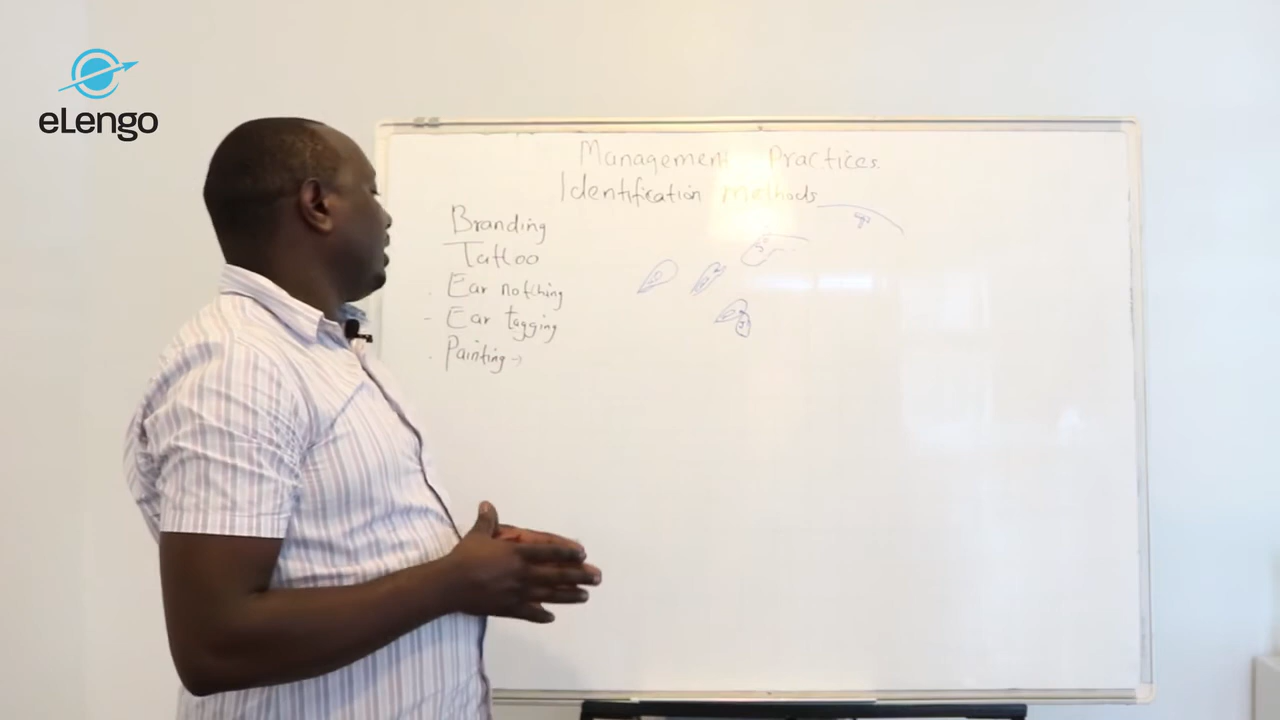 eLengo
Management Practices
Identification Methods
Branding
Tattoo
. Ear notching
- Ear tagging
. Painting →